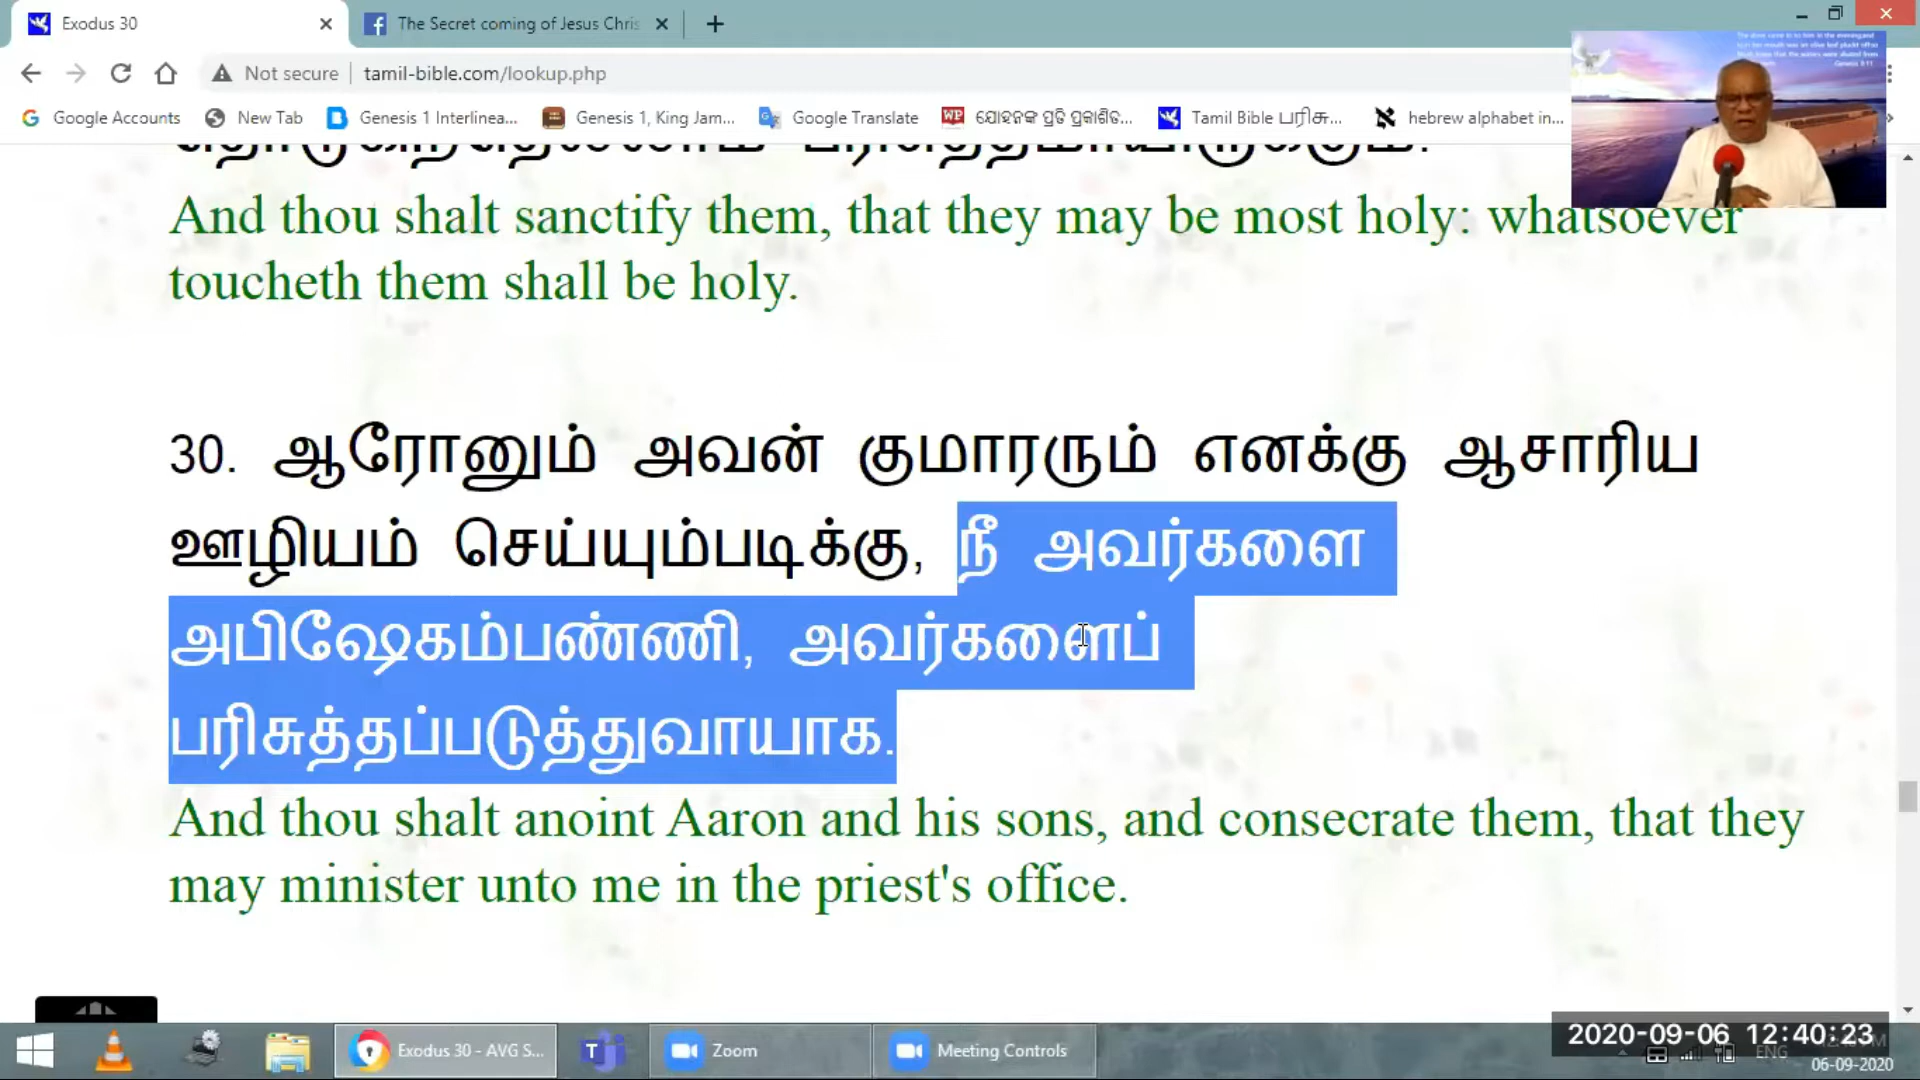 Exodus 30
The Secret coming of Jesus Chris
Not secure
tamil-bible.com/lookup.php
Google Accounts
New Tab
Genesis 1 Interlinea...
Genesis 1, King Jam...
Google Translate
ଯୋହନଙ୍କ ପ୍ରତି ପ୍ରକାଶିତ...
Tamil Bible பரிசு...
hebrew alphabet in...
And thou shalt sanctify them, that they may be most holy: whatsoever
toucheth them shall be holy.
30. ஆரோனும் அவன் குமாரரும் எனக்கு ஆசாரிய
ஊழியம் செய்யும்படிக்கு, நீ அவர்களை
அபிஷேகம்பண்ணி, அவர்களைப்
பரிசுத்தப்படுத்துவாயாக.
And thou shalt anoint Aaron and his sons, and consecrate them, that they
may minister unto me in the priest's office.
Exodus 30 - AVG S...
Zoom
Meeting Controls
2020-09-06 12:40:23
ENG
06-09-2020